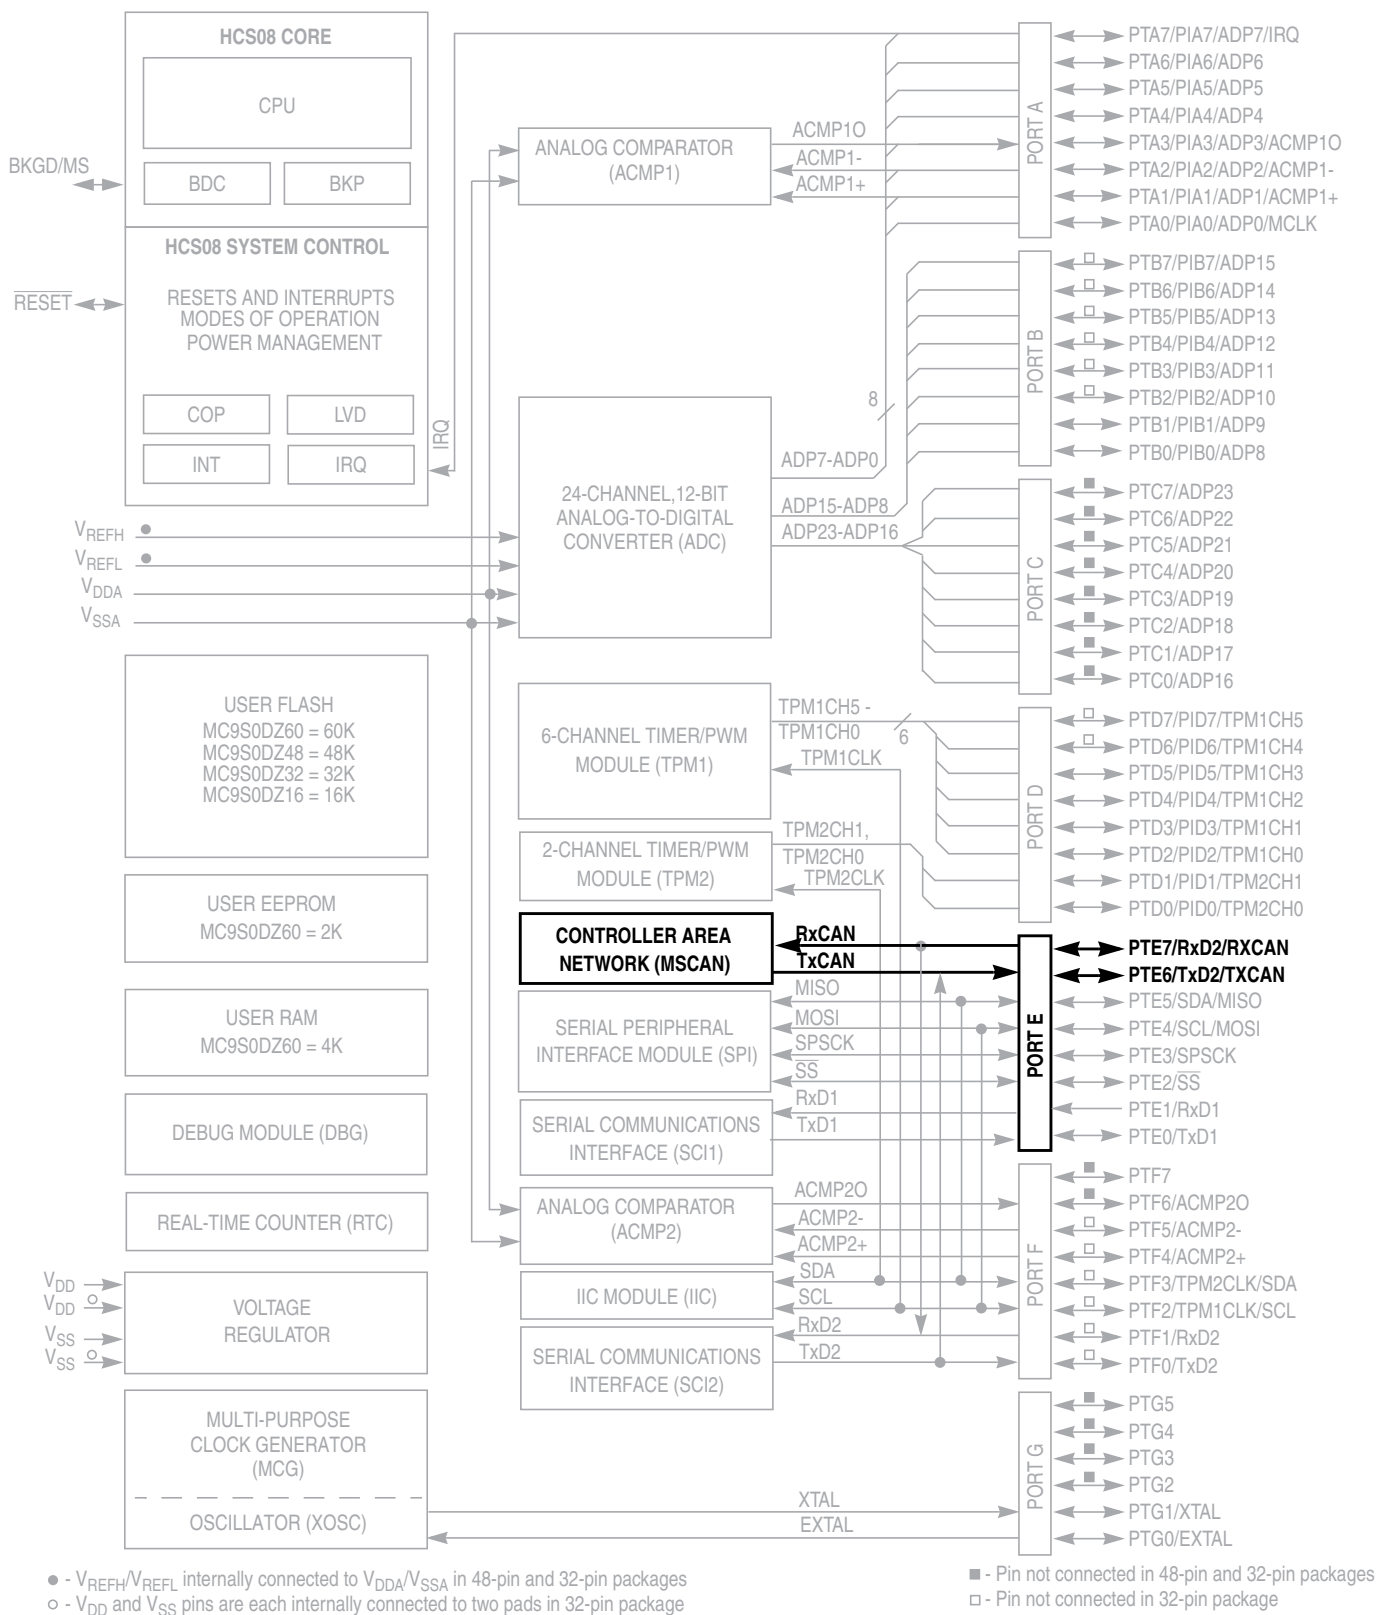 HCS08 CORE
CPU
BDC
BKP
BKGD/MS
HCS08 SYSTEM CONTROL
RESETS AND INTERRUPTS
MODES OF OPERATION
POWER MANAGEMENT
RESET
COP
LVD
INT
IRQ
IRQ
VREFH
VREFL
VDDA
VSSA
USER FLASH
MC9S0DZ60 = 60K
MC9S0DZ48 = 48K
MC9S0DZ32 = 32K
MC9S0DZ16 = 16K
USER EEPROM
MC9S0DZ60 = 2K
USER RAM
MC9S0DZ60 = 4K
DEBUG MODULE (DBG)
REAL-TIME COUNTER (RTC)
VDD
VDD
VSS
VSS
VOLTAGE
REGULATOR
MULTI-PURPOSE
CLOCK GENERATOR
(MCG)
OSCILLATOR (XOSC)
ANALOG COMPARATOR
(ACMP1)
ACMP1O
ACMP1-
ACMP1+
24-CHANNEL,12-BIT
ANALOG-TO-DIGITAL
CONVERTER (ADC)
8
ADP7-ADP0
ADP15-ADP8
ADP23-ADP16
6-CHANNEL TIMER/PWM
MODULE (TPM1)
TPM1CH5 -
TPM1CH0
6
TPM1CLK
2-CHANNEL TIMER/PWM
MODULE (TPM2)
TPM2CH1,
TPM2CH0
TPM2CLK
CONTROLLER AREA
NETWORK (MSCAN)
RxCAN
TxCAN
SERIAL PERIPHERAL
INTERFACE MODULE (SPI)
MISO
MOSI
SPSCK
SS
SERIAL COMMUNICATIONS
INTERFACE (SCI1)
RxD1
TxD1
ANALOG COMPARATOR
(ACMP2)
ACMP2O
ACMP2-
ACMP2+
IIC MODULE (IIC)
SDA
SCL
SERIAL COMMUNICATIONS
INTERFACE (SCI2)
RxD2
TxD2
XTAL
EXTAL
PORT A
PTA7/PIA7/ADP7/IRQ
PTA6/PIA6/ADP6
PTA5/PIA5/ADP5
PTA4/PIA4/ADP4
PTA3/PIA3/ADP3/ACMP1O
PTA2/PIA2/ADP2/ACMP1-
PTA1/PIA1/ADP1/ACMP1+
PTA0/PIA0/ADP0/MCLK
PORT B
PTB7/PIB7/ADP15
PTB6/PIB6/ADP14
PTB5/PIB5/ADP13
PTB4/PIB4/ADP12
PTB3/PIB3/ADP11
PTB2/PIB2/ADP10
PTB1/PIB1/ADP9
PTB0/PIB0/ADP8
PORT C
PTC7/ADP23
PTC6/ADP22
PTC5/ADP21
PTC4/ADP20
PTC3/ADP19
PTC2/ADP18
PTC1/ADP17
PTC0/ADP16
PORT D
PTD7/PID7/TPM1CH5
PTD6/PID6/TPM1CH4
PTD5/PID5/TPM1CH3
PTD4/PID4/TPM1CH2
PTD3/PID3/TPM1CH1
PTD2/PID2/TPM1CH0
PTD1/PID1/TPM2CH1
PTD0/PID0/TPM2CH0
PORT E
PTE7/RxD2/RXCAN
PTE6/TxD2/TXCAN
PTE5/SDA/MISO
PTE4/SCL/MOSI
PTE3/SPSCK
PTE2/SS
PTE1/RxD1
PTE0/TxD1
PORT F
PTF7
PTF6/ACMP2O
PTF5/ACMP2-
PTF4/ACMP2+
PTF3/TPM2CLK/SDA
PTF2/TPM1CLK/SCL
PTF1/RxD2
PTF0/TxD2
PORT G
PTG5
PTG4
PTG3
PTG2
PTG1/XTAL
PTG0/EXTAL
● - VREFH/VREFL internally connected to VDDA/VSSA in 48-pin and 32-pin packages
○ - VDD and VSS pins are each internally connected to two pads in 32-pin package
■ - Pin not connected in 48-pin and 32-pin packages
□ - Pin not connected in 32-pin package